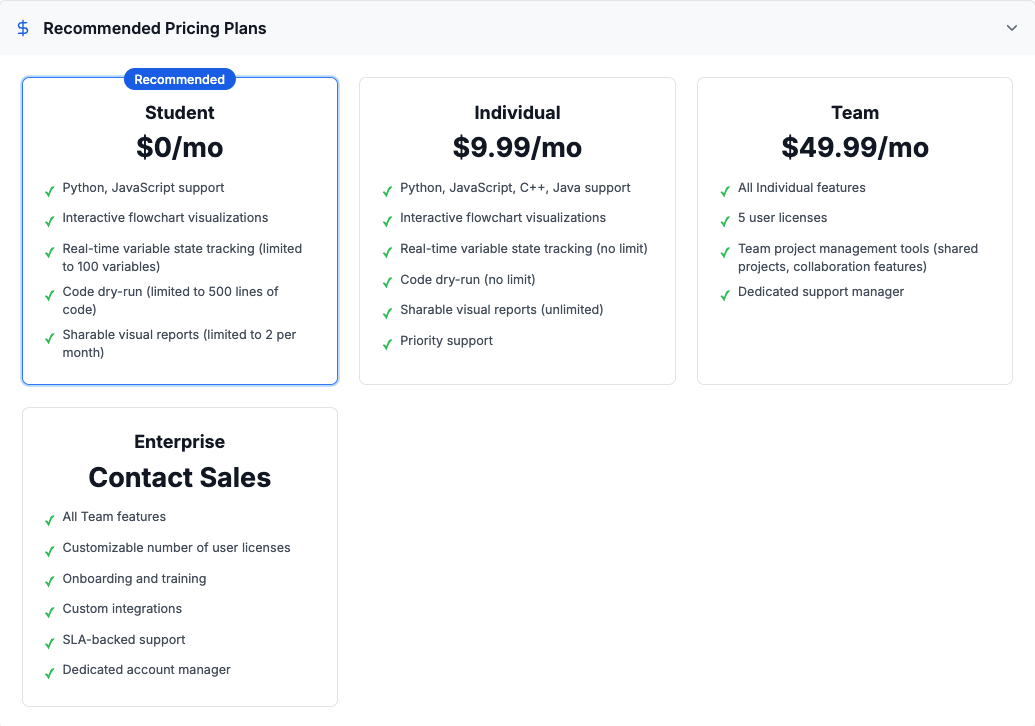 $ Recommended Pricing Plans
Recommended
Student
$0/mo
Python, JavaScript support
Interactive flowchart visualizations
Real-time variable state tracking (limited
to 100 variables)
Code dry-run (limited to 500 lines of
code)
Sharable visual reports (limited to 2 per
month)
Individual
$9.99/mo
Python, JavaScript, C++, Java support
Interactive flowchart visualizations
Real-time variable state tracking (no limit)
Code dry-run (no limit)
Sharable visual reports (unlimited)
Priority support
Team
$49.99/mo
All Individual features
5 user licenses
Team project management tools (shared
projects, collaboration features)
Dedicated support manager
Enterprise
Contact Sales
All Team features
Customizable number of user licenses
Onboarding and training
Custom integrations
SLA-backed support
Dedicated account manager